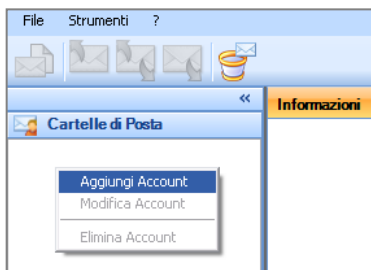 File Strumenti ?
« Informazioni
Cartelle di Posta
Aggiungi Account
Modifica Account
Elimina Account